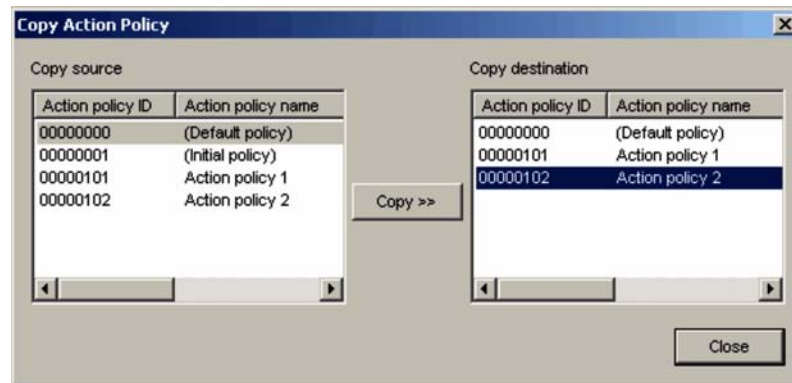 Copy Action Policy
Copy source
Action policy ID Action policy name
00000000 (Default policy)
00000001 (Initial policy)
00000101 Action policy 1
00000102 Action policy 2
Copy >>
Copy destination
Action policy ID Action policy name
00000000 (Default policy)
00000101 Action policy 1
00000102 Action policy 2
Close